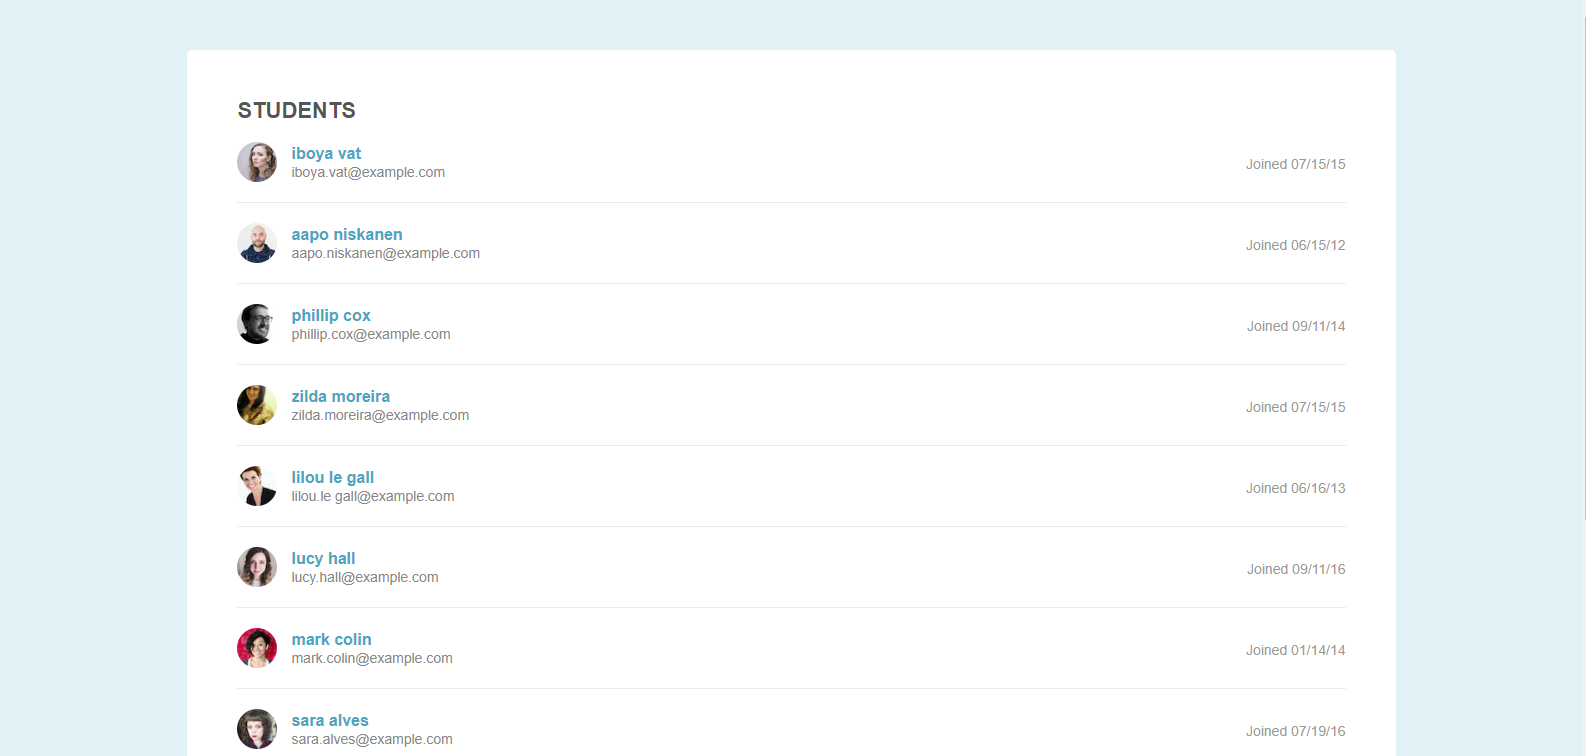 STUDENTS
iboya vat
iboya.vat@example.com
Joined 07/15/15
aapo niskanen
aapo.niskanen@example.com
Joined 06/15/12
phillip cox
phillip.cox@example.com
Joined 09/11/14
zilda moreira
zilda.moreira@example.com
Joined 07/15/15
lilou le gall
lilou.le gall@example.com
Joined 06/16/13
lucy hall
lucy.hall@example.com
Joined 09/11/16
mark colin
mark.colin@example.com
Joined 01/14/14
sara alves
sara.alves@example.com
Joined 07/19/16